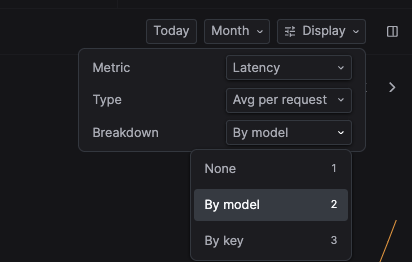 Today Month Display
Metric Latency
Type Avg per request
Breakdown By model
None 1
By model 2
By key 3